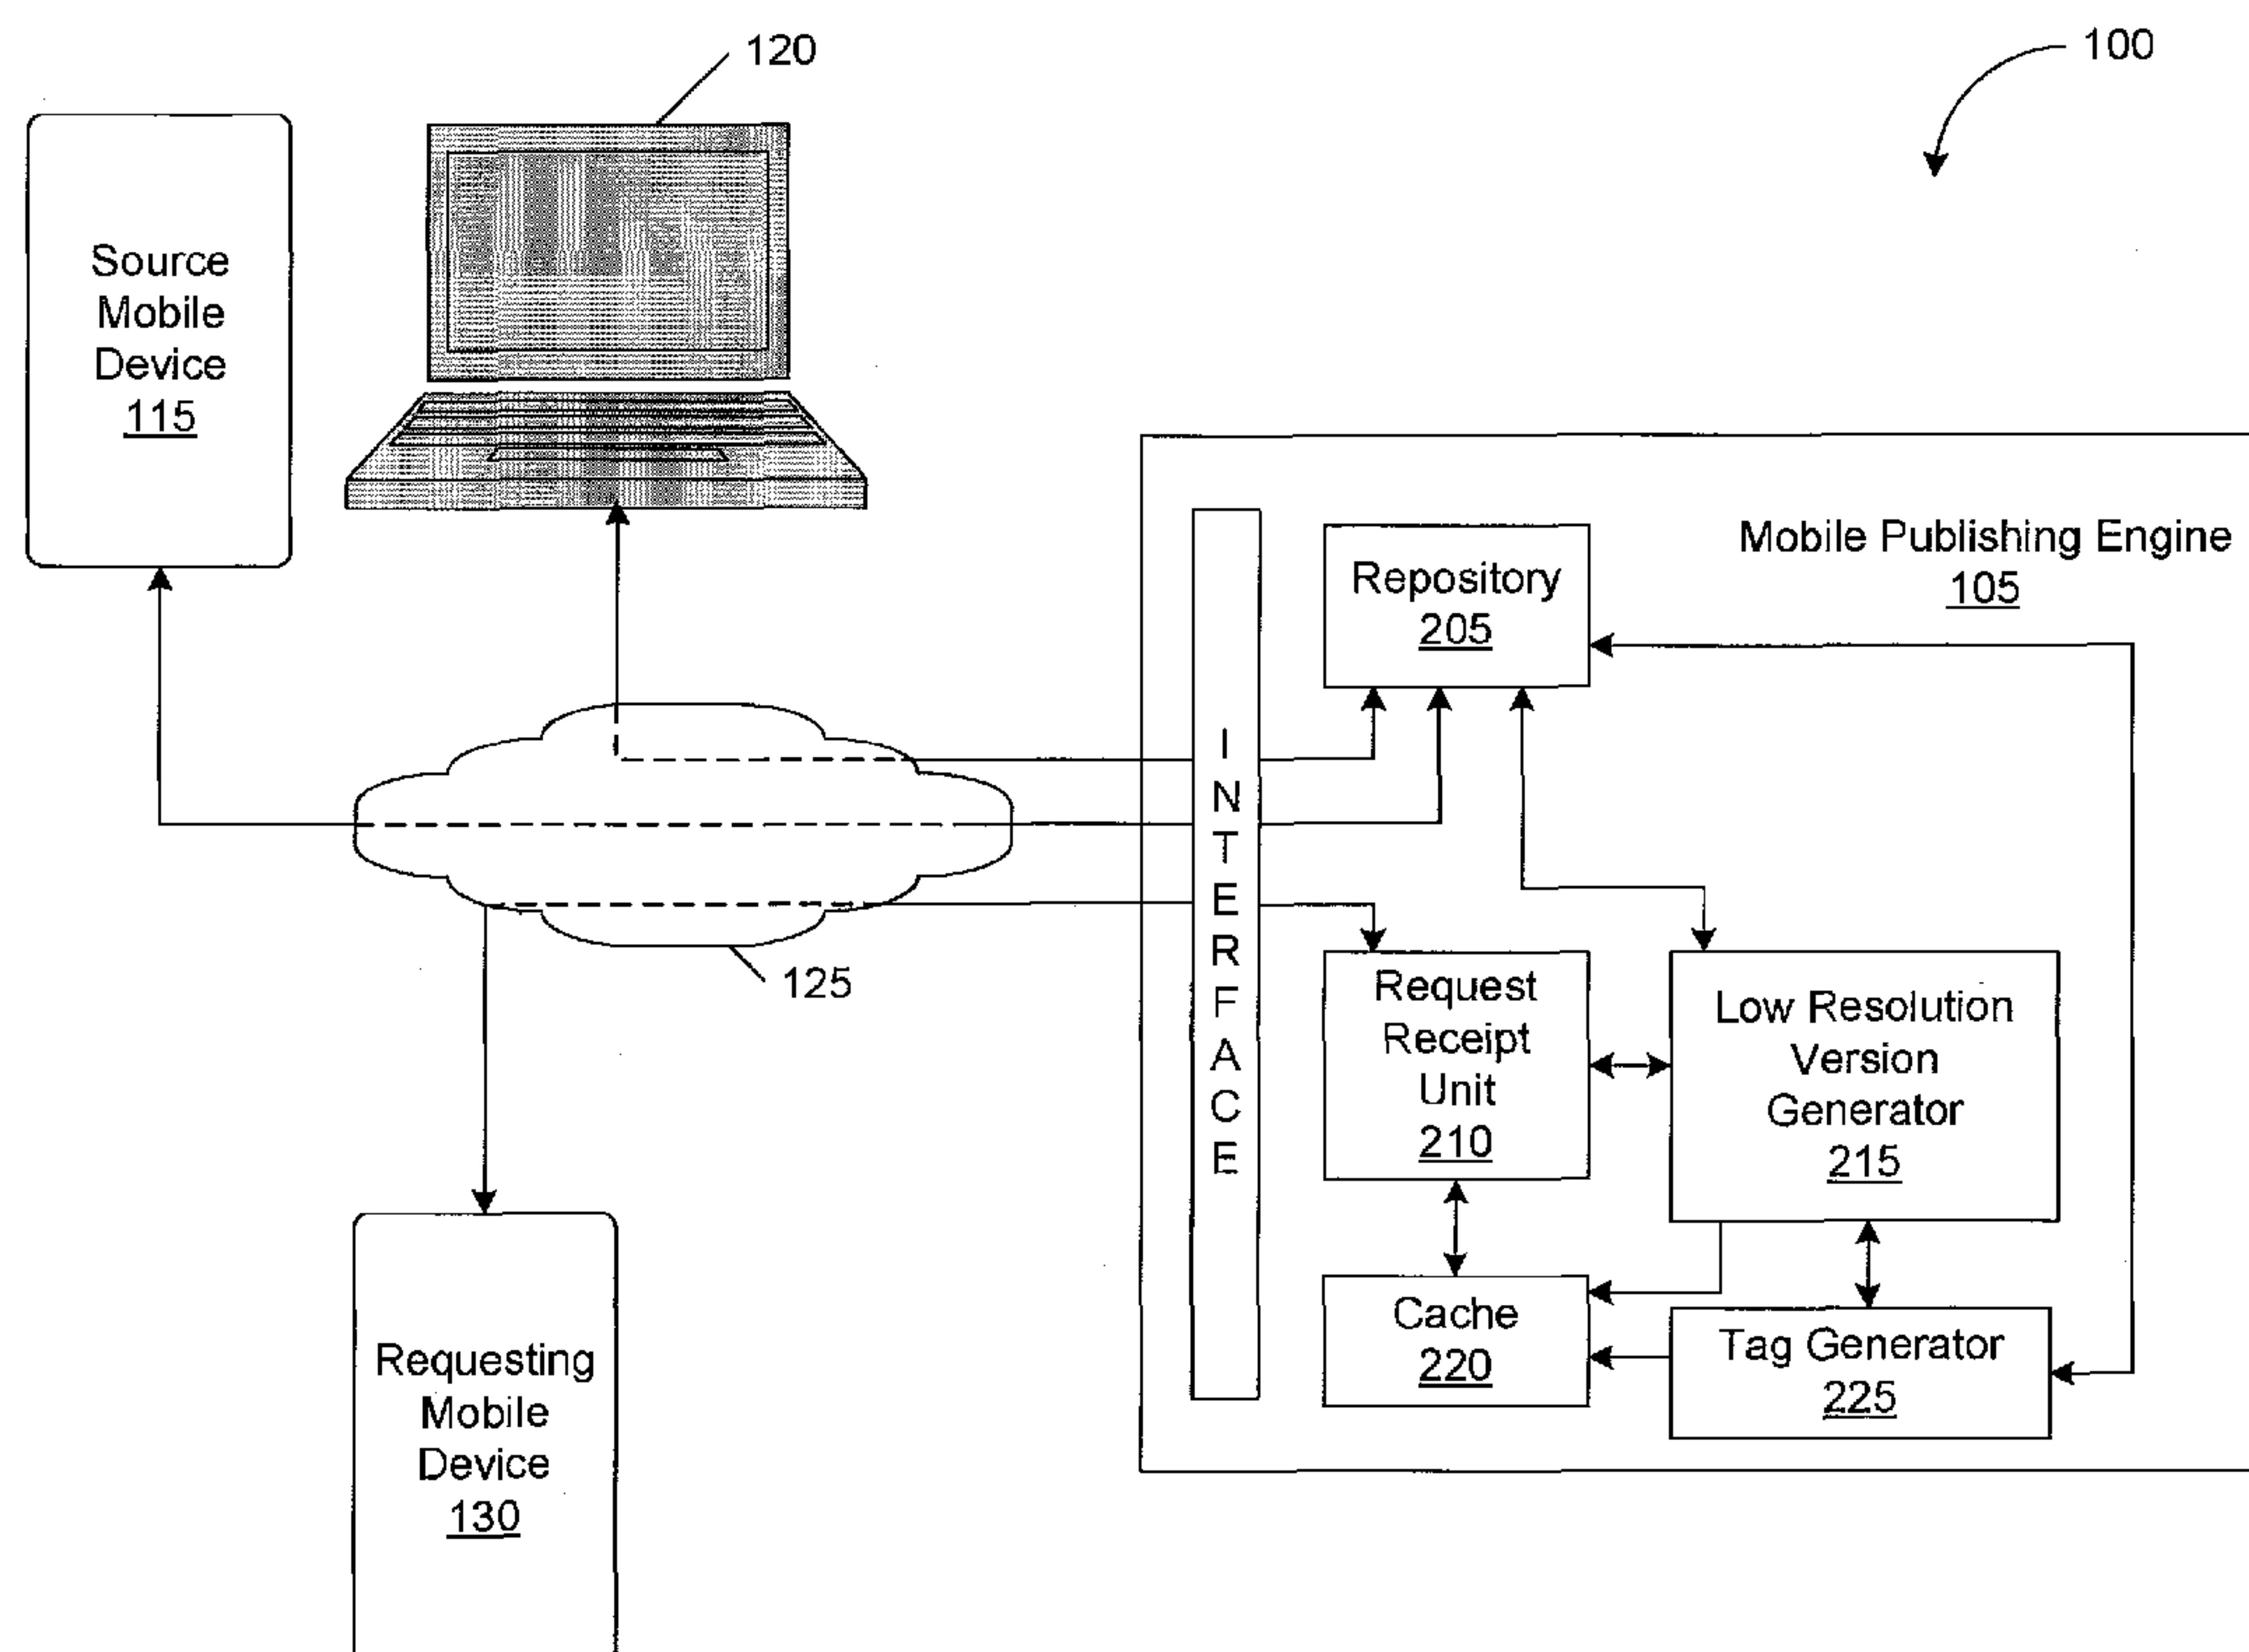 120
100
Source
Mobile
Device
115
Mobile Publishing Engine
105
Repository
205
INTERFACE
125
Request
Receipt
Unit
210
Low Resolution
Version
Generator
215
Cache
220
Tag Generator
225
Requesting
Mobile
Device
130